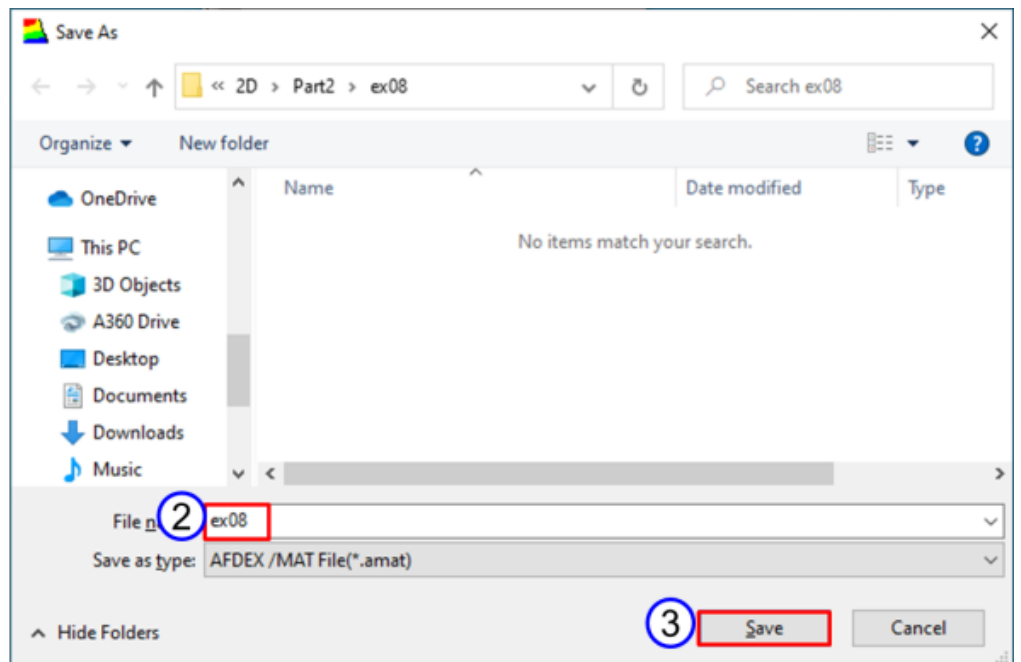 Save As
« 2D > Part2 > ex08
Search ex08
Organize
New folder
?
Name
Date modified
Type
OneDrive
This PC
3D Objects
A360 Drive
Desktop
Documents
Downloads
Music
No items match your search.
File n
2
ex08
Save as type:
AFDEX /MAT File(*.amat)
Hide Folders
3
Save
Cancel